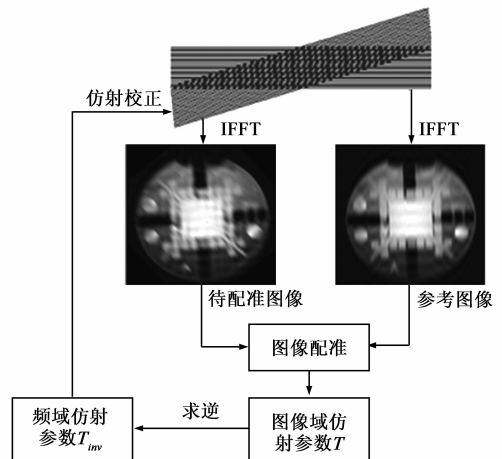 仿射校正
IFFT
IFFT
待配准图像
参考图像
图像配准
求逆
频域仿射
参数Tinv
图像域仿
射参数T